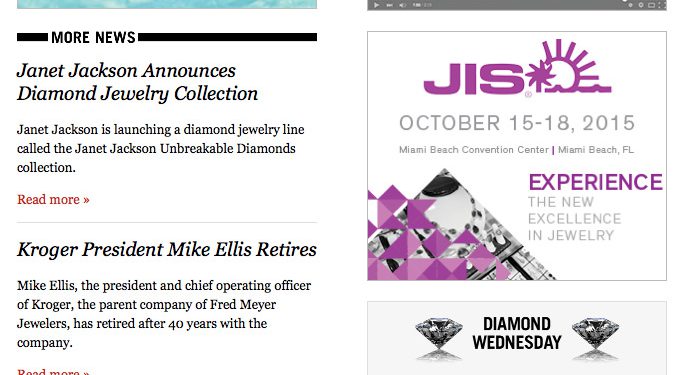 MORE NEWS
Janet Jackson Announces
Diamond Jewelry Collection
Janet Jackson is launching a diamond jewelry line
called the Janet Jackson Unbreakable Diamonds
collection.
Read more »
Kroger President Mike Ellis Retires
Mike Ellis, the president and chief operating officer
of Kroger, the parent company of Fred Meyer
Jewelers, has retired after 40 years with the
company.
Read more »
JIS®
OCTOBER 15-18, 2015
Miami Beach Convention Center | Miami Beach, FL
EXPERIENCE
THE NEW
EXCELLENCE
IN JEWELRY
DIAMOND
WEDNESDAY